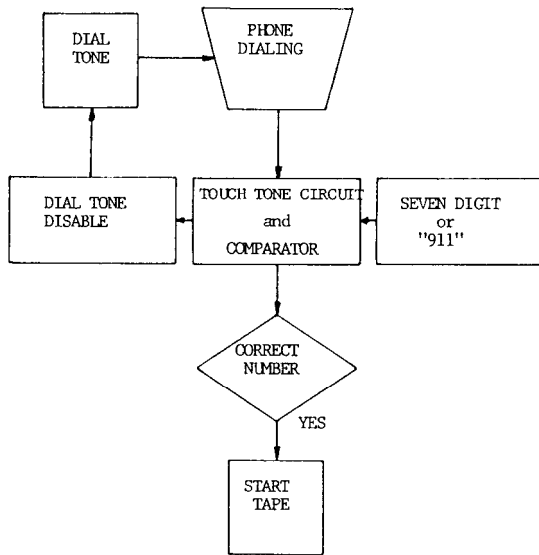 DIAL
TONE
PHONE
DIALING
DIAL TONE
DISABLE
TOUCH TONE CIRCUIT
and
COMPARATOR
SEVEN DIGIT
or
"911"
CORRECT
NUMBER
YES
START
TAPE